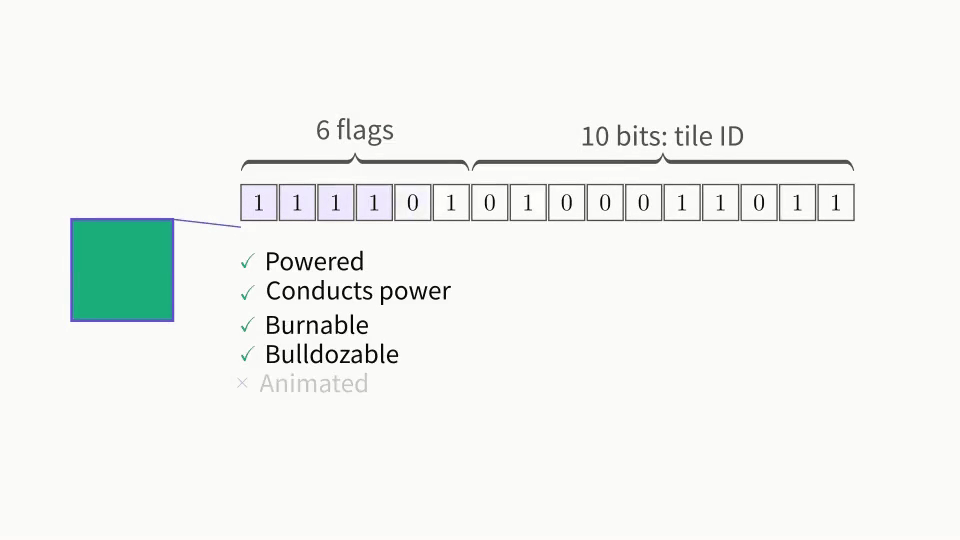 6 flags
10 bits: tile ID
1 1 1 1 0 1 0 1 0 0 0 1 1 0 1 1
✓ Powered
✓ Conducts power
✓ Burnable
✓ Bulldozable
× Animated